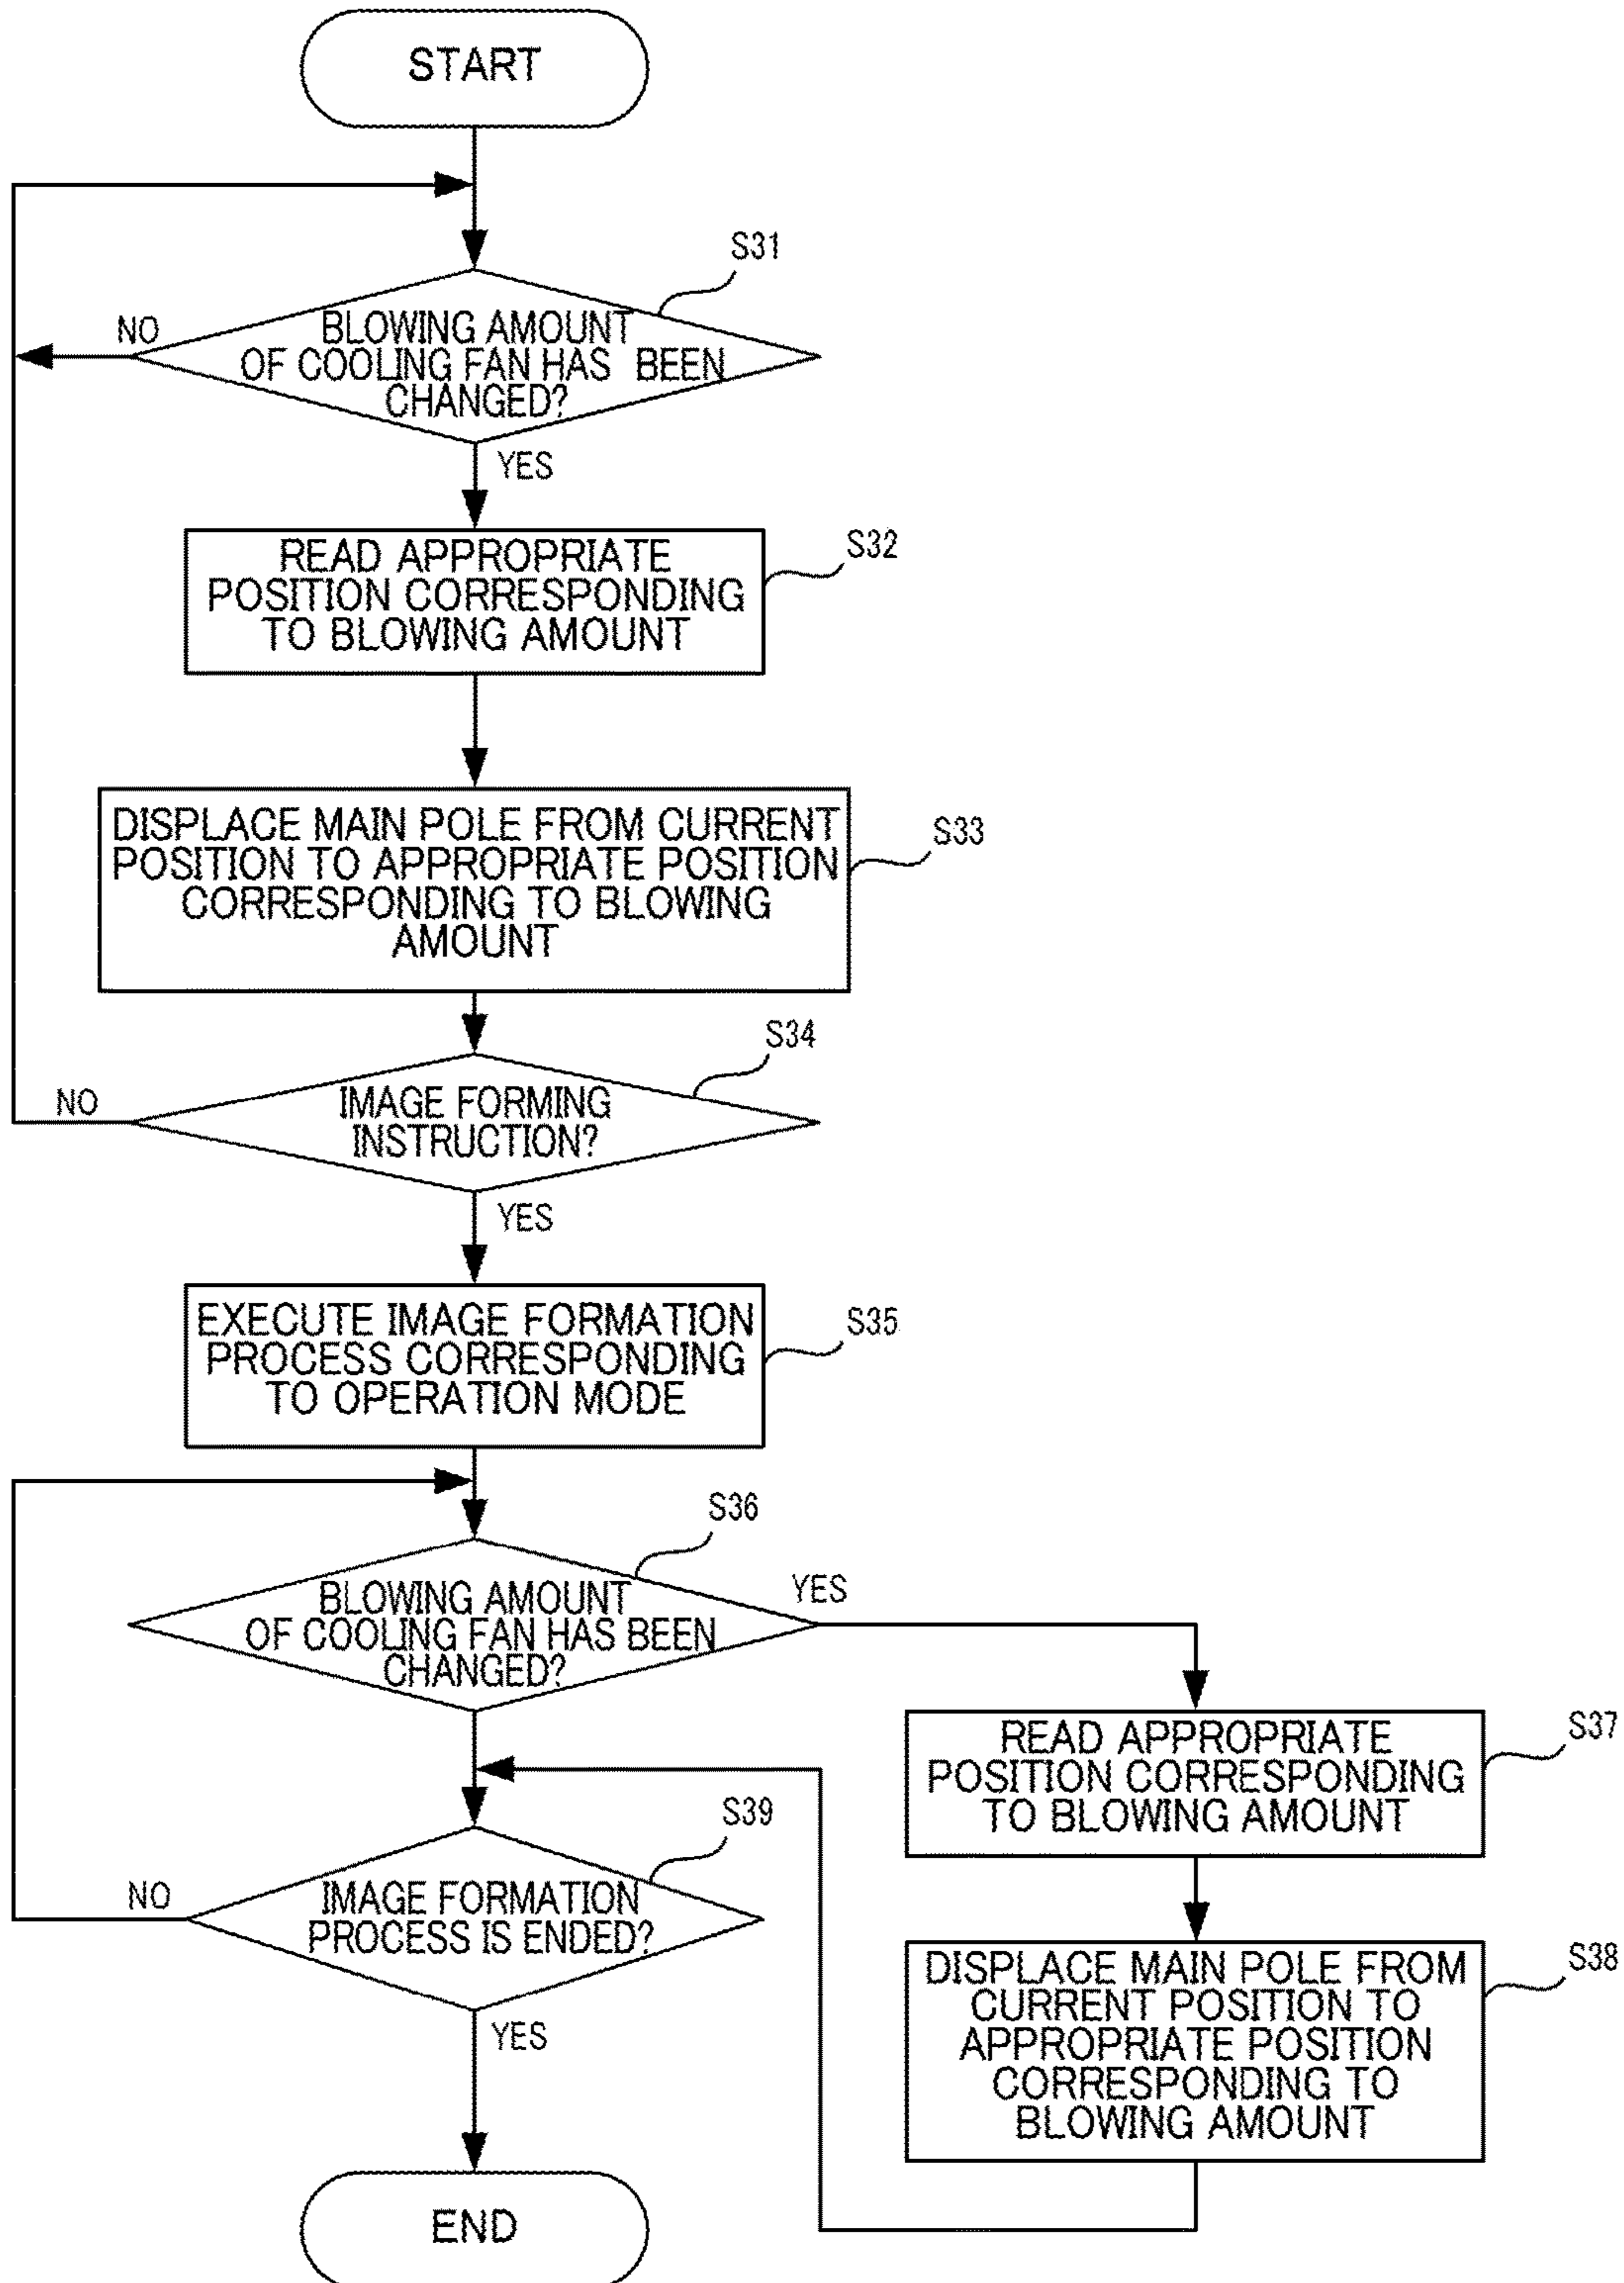 START
S31
NO
BLOWING AMOUNT
OF COOLING FAN HAS BEEN
CHANGED?
YES
S32
READ APPROPRIATE
POSITION CORRESPONDING
TO BLOWING AMOUNT
S33
DISPLACE MAIN POLE FROM CURRENT
POSITION TO APPROPRIATE POSITION
CORRESPONDING TO BLOWING
AMOUNT
S34
NO
IMAGE FORMING
INSTRUCTION?
YES
S35
EXECUTE IMAGE FORMATION
PROCESS CORRESPONDING
TO OPERATION MODE
S36
YES
BLOWING AMOUNT
OF COOLING FAN HAS BEEN
CHANGED?
S37
READ APPROPRIATE
POSITION CORRESPONDING
TO BLOWING AMOUNT
S39
NO
IMAGE FORMATION
PROCESS IS ENDED?
YES
S38
DISPLACE MAIN POLE FROM
CURRENT POSITION TO
APPROPRIATE POSITION
CORRESPONDING TO
BLOWING AMOUNT
END